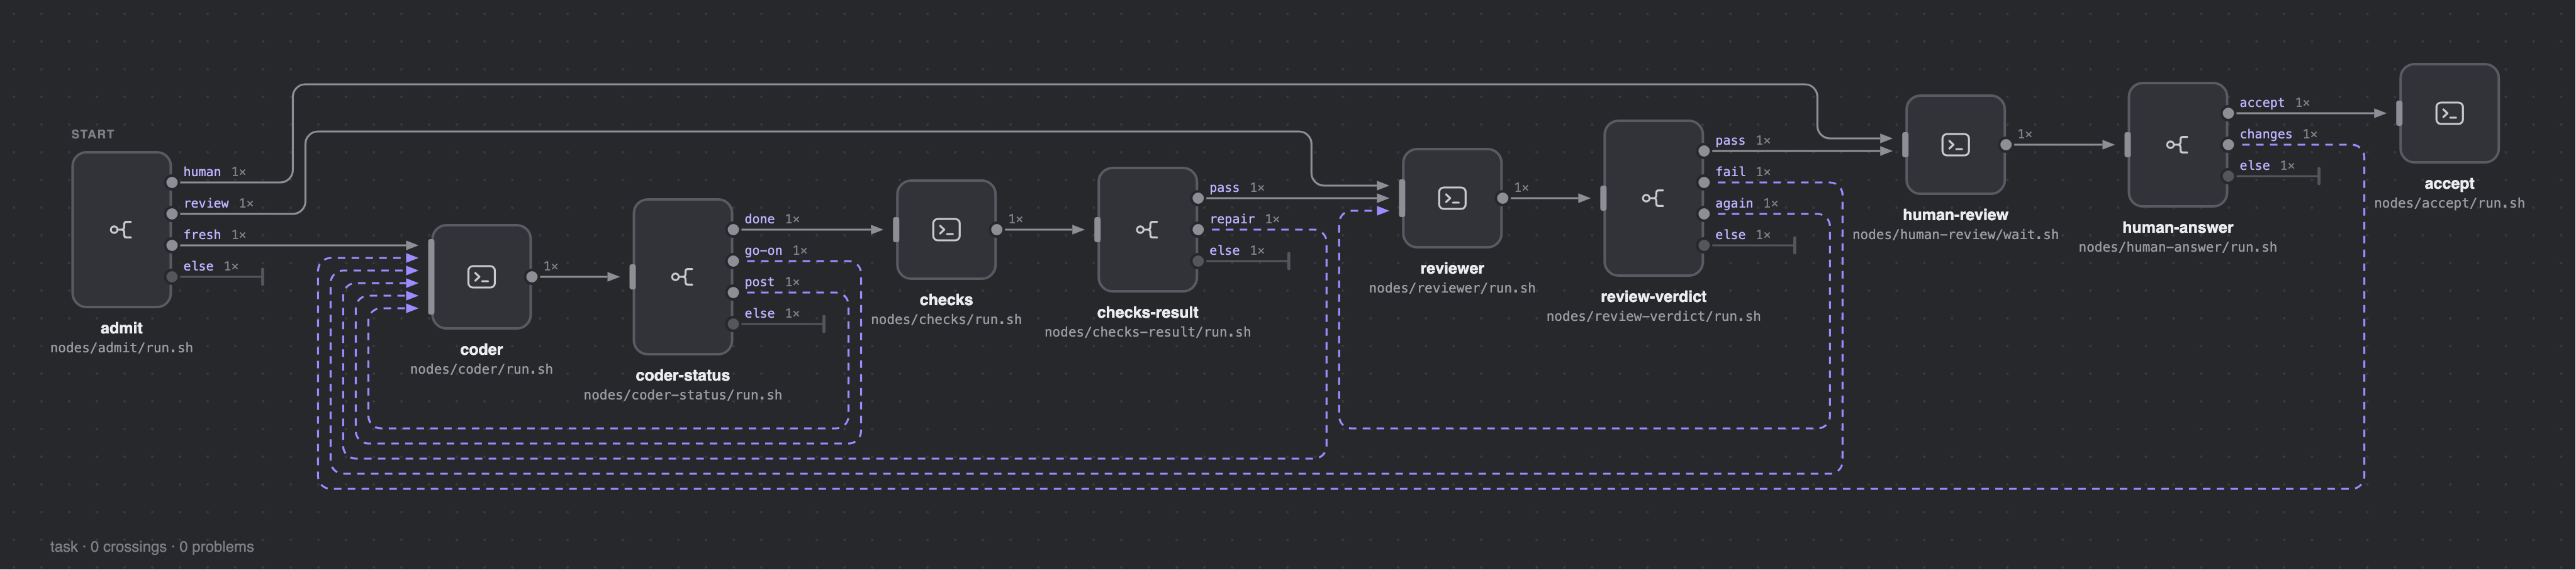 START
human 1×
review 1×
fresh 1×
else 1×
admit
nodes/admit/run.sh
1×
coder
nodes/coder/run.sh
done 1×
go-on 1×
post 1×
else 1×
coder-status
nodes/coder-status/run.sh
1×
checks
nodes/checks/run.sh
pass 1×
repair 1×
else 1×
checks-result
nodes/checks-result/run.sh
1×
reviewer
nodes/reviewer/run.sh
pass 1×
fail 1×
again 1×
else 1×
review-verdict
nodes/review-verdict/run.sh
1×
human-review
nodes/human-review/wait.sh
accept 1×
changes 1×
else 1×
human-answer
nodes/human-answer/run.sh
accept
nodes/accept/run.sh
task · 0 crossings · 0 problems